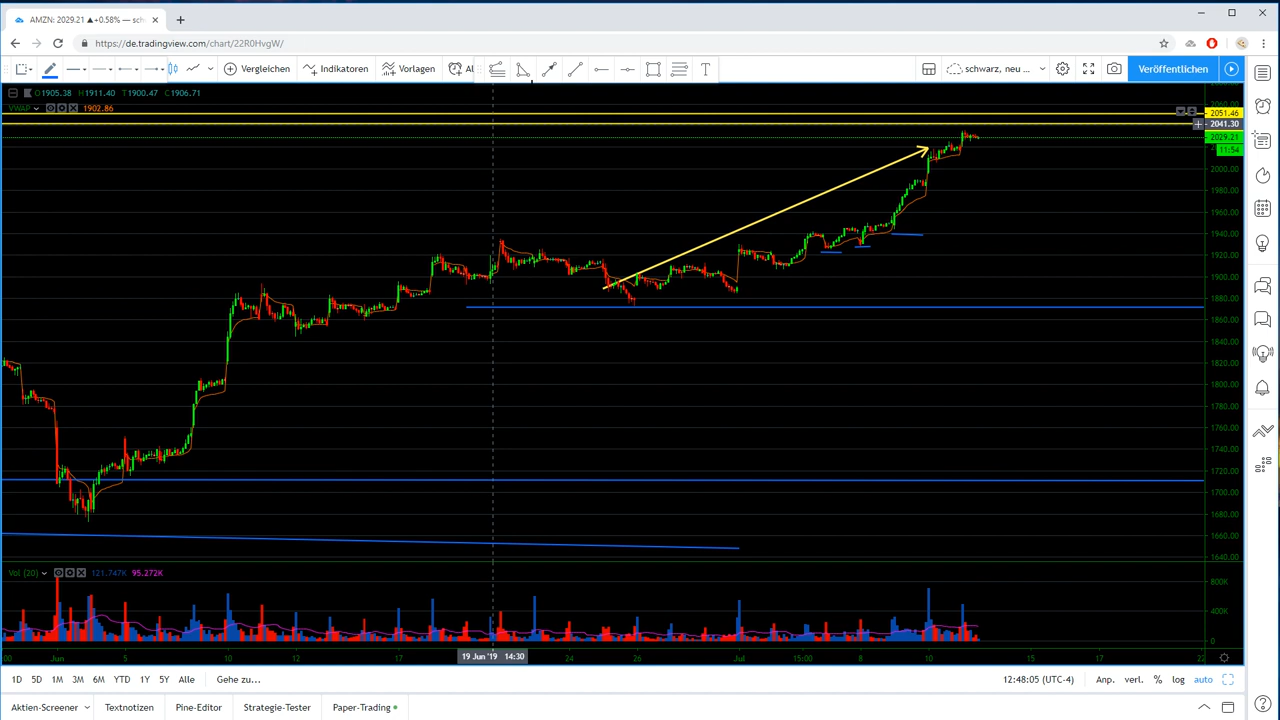 AMZN: 2029.21 ▲+0.58% — sch
https://de.tradingview.com/chart/22R0HvgW/
Vergleichen
Indikatoren
Vorlagen
Al
T
schwarz, neu ...
Veröffentlichen
O1905.38 H1911.40 T1900.47 C1906.71
VWAP 1902.86
2051.46
2041.30
2029.21
11:54
2000.00
1980.00
1960.00
1940.00
1920.00
1900.00
1880.00
1860.00
1840.00
1820.00
1800.00
1780.00
1760.00
1740.00
1720.00
1700.00
1680.00
1660.00
1640.00
Vol (20) 121.747K 95.272K
800K
400K
0
:00 Jun 5 10 12 17 19 Jun '19 14:30 24 26 Jul 15:00 8 10 15 17 22
1D 5D 1M 3M 6M YTD 1Y 5Y Alle Gehe zu... 12:48:05 (UTC-4) Anp. verl. % log auto
Aktien-Screener Textnotizen Pine-Editor Strategie-Tester Paper-Trading